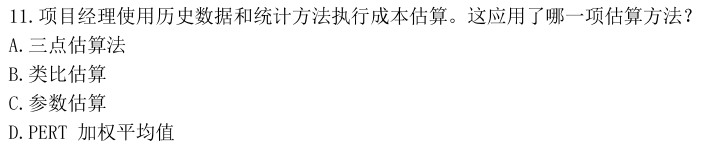 11.项目经理使用历史数据和统计方法执行成本估算。这应用了哪一项估算方法?
A.三点估算法
B.类比估算
C.参数估算
D.PERT 加权平均值